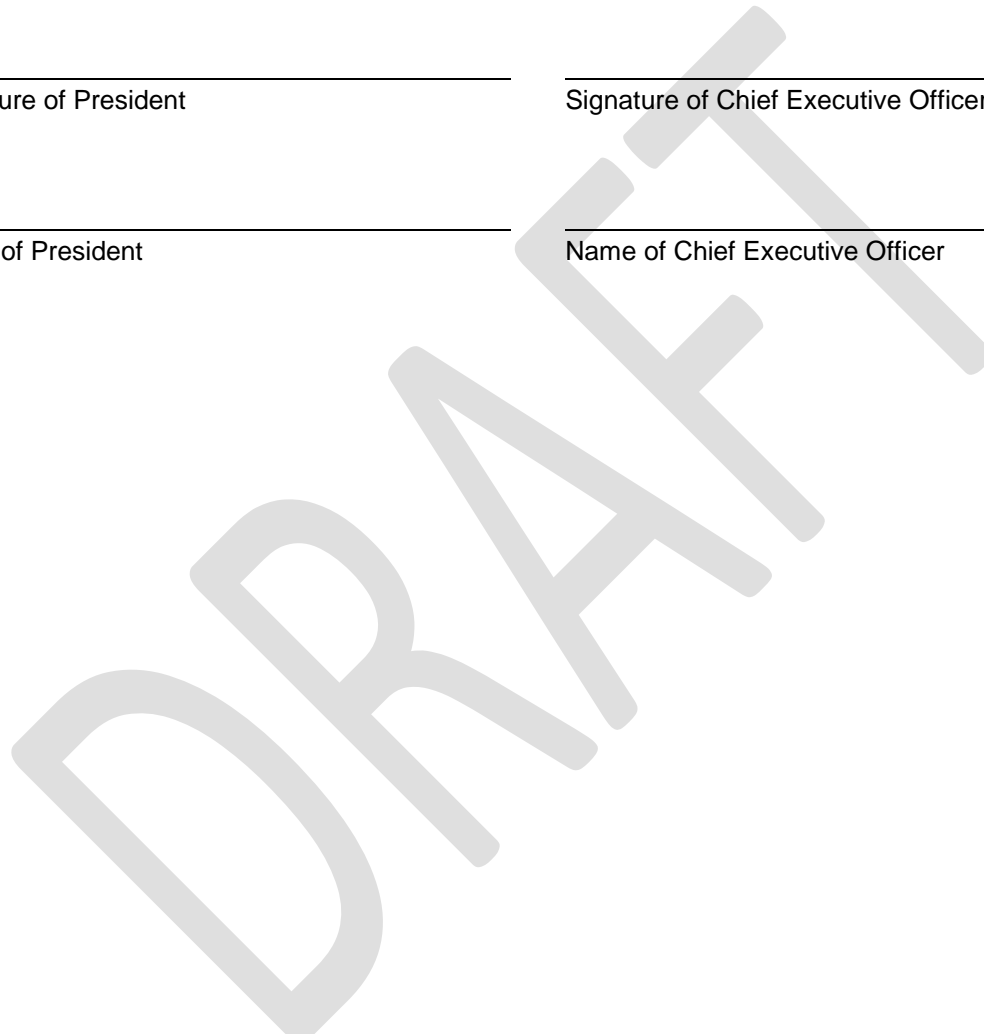 ure of President
Signature of Chief Executive Officer
of President
Name of Chief Executive Officer
DRAFT